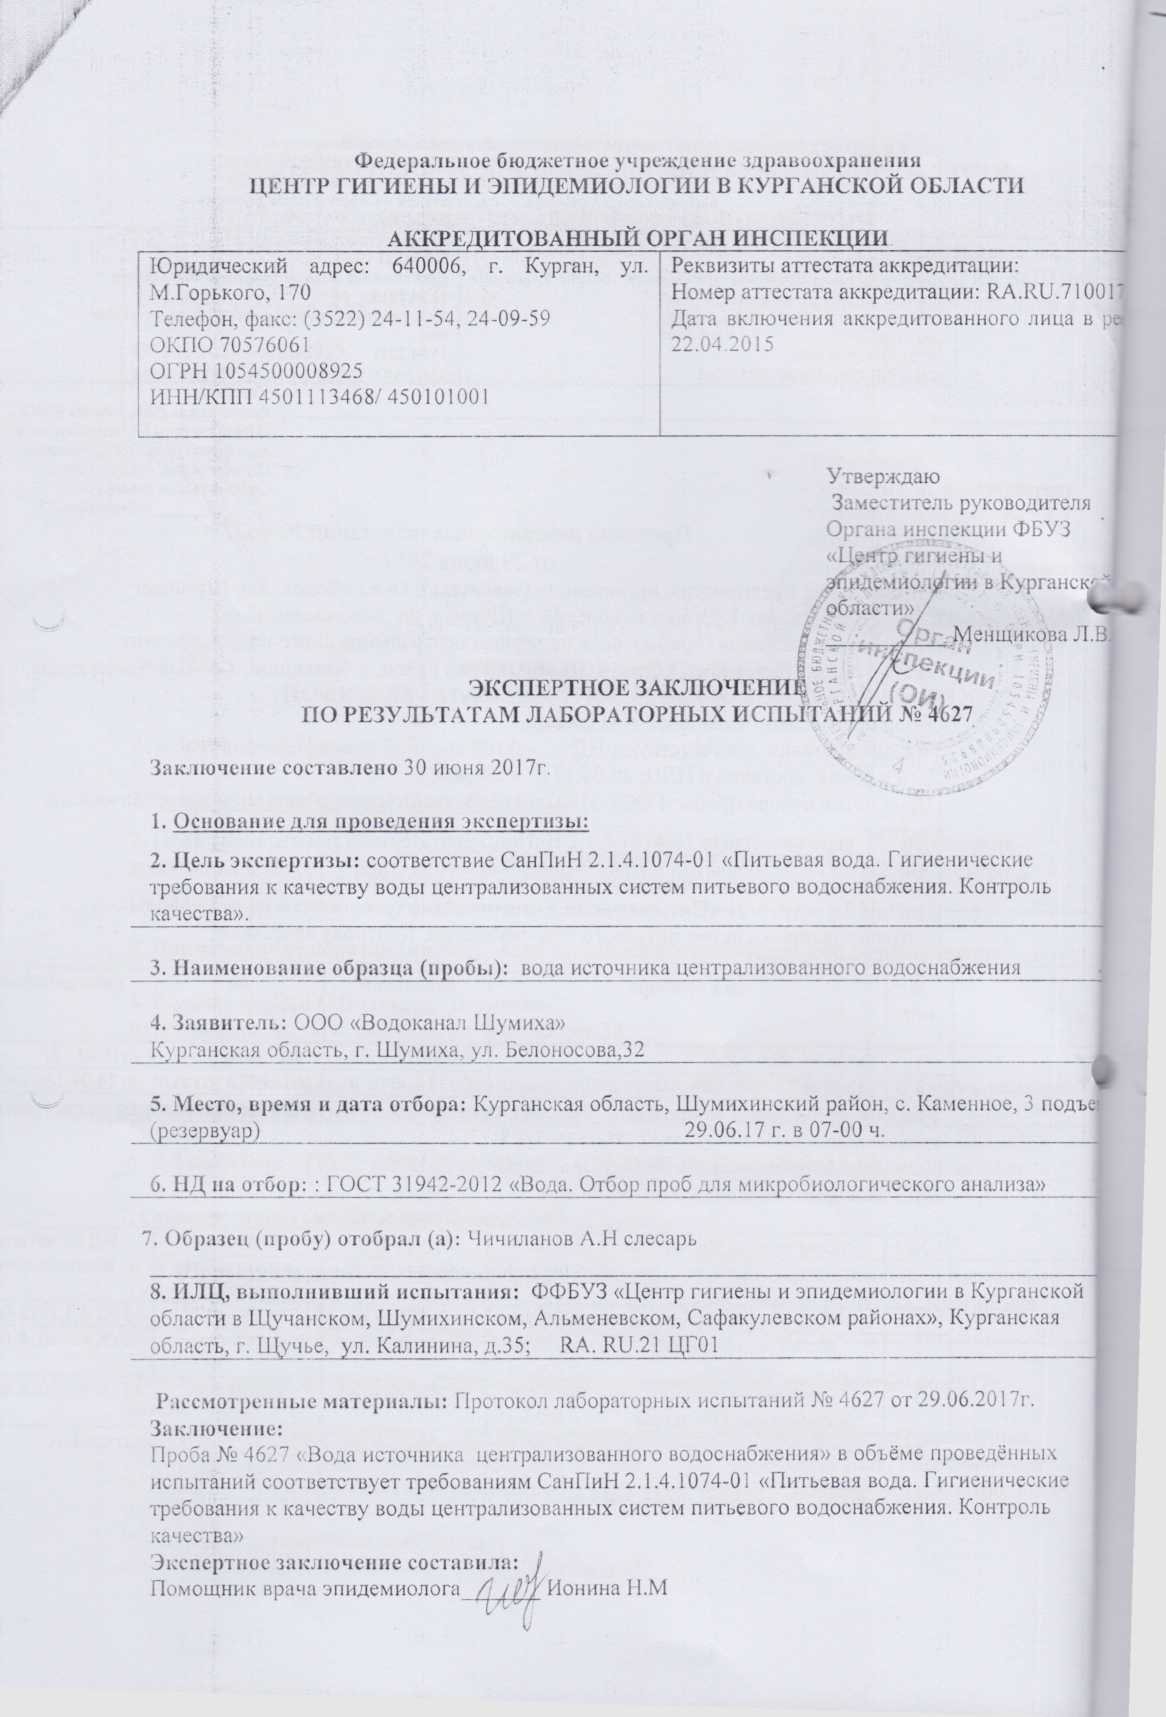 Федеральное бюджетное учреждение здравоохранения
ЦЕНТР ГИГИЕНЫ И ЭПИДЕМИОЛОГИИ В КУРГАНСКОЙ ОБЛАСТИ
АККРЕДИТОВАННЫЙ ОРГАН ИНСПЕКЦИИ
Юридический адрес: 640006, г. Курган, ул.
М.Горького, 170
Телефон, факс: (3522) 24-11-54, 24-09-59
ОКПО 70576061
ОГРН 1054500008925
ИНН/КПП 4501113468/ 450101001
Реквизиты аттестата аккредитации:
Номер аттестата аккредитации: RA.RU.710017
Дата включения аккредитованного лица в ре
22.04.2015
Утверждаю
Заместитель руководителя
Органа инспекции ФБУЗ
«Центр гигиены и
эпидемиологии в Курганской
области»
Менщикова Л.В.
Орган
инспекции
(ОИ)
4
ЭКСПЕРТНОЕ ЗАКЛЮЧЕНИЕ
ПО РЕЗУЛЬТАТАМ ЛАБОРАТОРНЫХ ИСПЫТАНИЙ № 4627
Заключение составлено 30 июня 2017г.
1. Основание для проведения экспертизы:
2. Цель экспертизы: соответствие СанПиН 2.1.4.1074-01 «Питьевая вода. Гигиенические
требования к качеству воды централизованных систем питьевого водоснабжения. Контроль
качества».
3. Наименование образца (пробы): вода источника централизованного водоснабжения
4. Заявитель: ООО «Водоканал Шумиха»
Курганская область, г. Шумиха, ул. Белоносова,32
5. Место, время и дата отбора: Курганская область, Шумихинский район, с. Каменное, 3 подъе
(резервуар) 29.06.17 г. в 07-00 ч.
6. НД на отбор: : ГОСТ 31942-2012 «Вода. Отбор проб для микробиологического анализа»
7. Образец (пробу) отобрал (а): Чичиланов А.Н слесарь
8. ИЛЦ, выполнивший испытания: ФФБУЗ «Центр гигиены и эпидемиологии в Курганской
области в Щучанском, Шумихинском, Альменевском, Сафакулевском районах», Курганская
область, г. Щучье, ул. Калинина, д.35; RA. RU.21 ЦГ01
Рассмотренные материалы: Протокол лабораторных испытаний № 4627 от 29.06.2017г.
Заключение:
Проба № 4627 «Вода источника централизованного водоснабжения» в объёме проведённых
испытаний соответствует требованиям СанПиН 2.1.4.1074-01 «Питьевая вода. Гигиенические
требования к качеству воды централизованных систем питьевого водоснабжения. Контроль
качества»
Экспертное заключение составила:
Помощник врача эпидемиолога Ионина Н.М